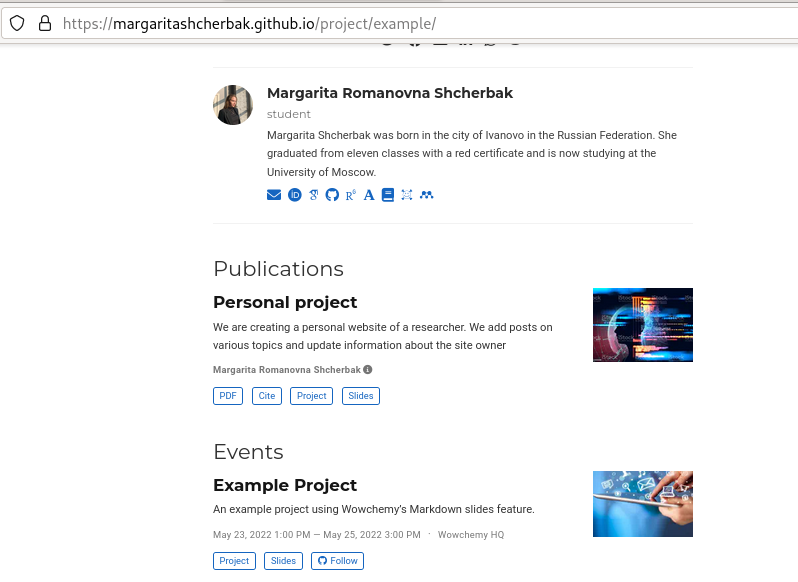 https://margaritashcherbak.github.io/project/example/
Margarita Romanovna Shcherbak
student
Margarita Shcherbak was born in the city of Ivanovo in the Russian Federation. She
graduated from eleven classes with a red certificate and is now studying at the
University of Moscow.
Publications
Personal project
We are creating a personal website of a researcher. We add posts on
various topics and update information about the site owner
Margarita Romanovna Shcherbak
PDF Cite Project Slides
Events
Example Project
An example project using Wowchemy's Markdown slides feature.
May 23, 2022 1:00 PM — May 25, 2022 3:00 PM · Wowchemy HQ
Project Slides Follow